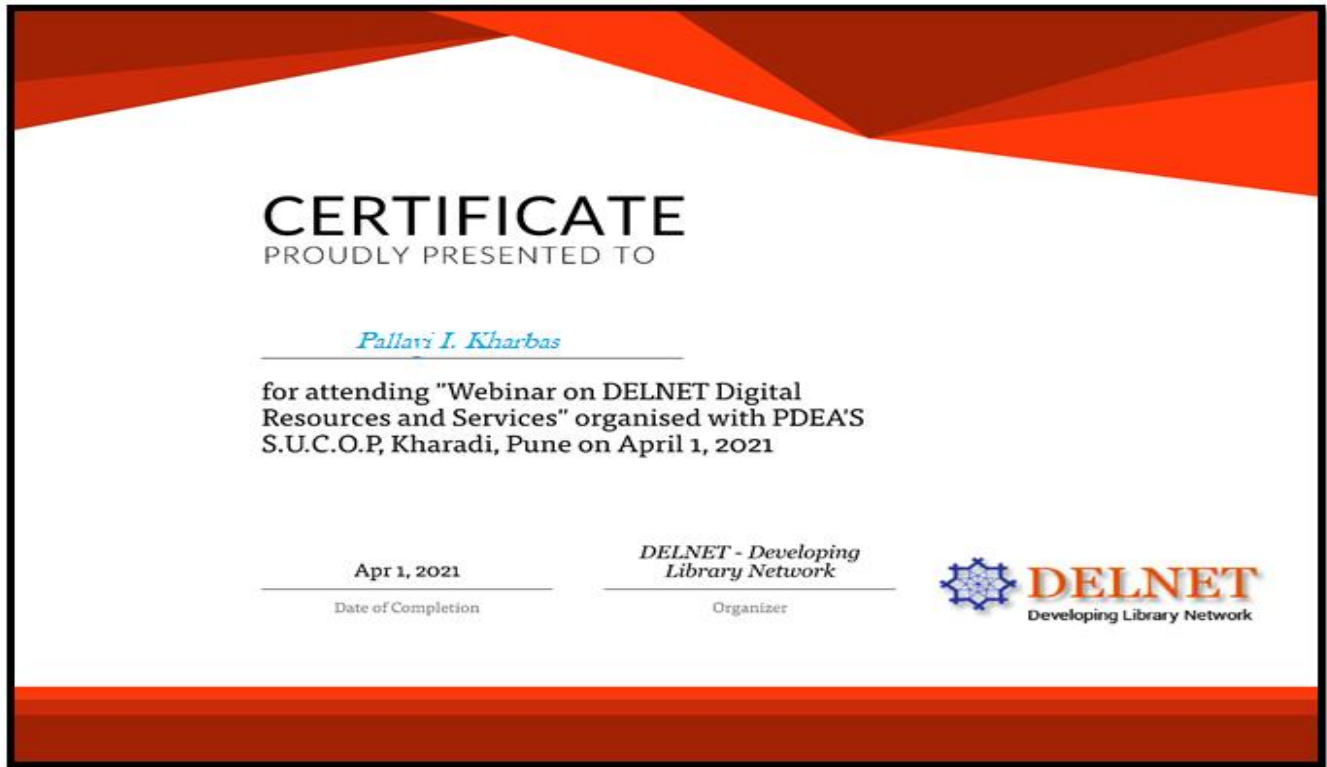 CERTIFICATE
PROUDLY PRESENTED TO
Pallavi I. Kharbas
for attending "Webinar on DELNET Digital
Resources and Services" organised with PDEA'S
S.U.C.O.P, Kharadi, Pune on April 1, 2021
Apr 1, 2021
Date of Completion
DELNET - Developing
Library Network
Organizer
DELNET
Developing Library Network